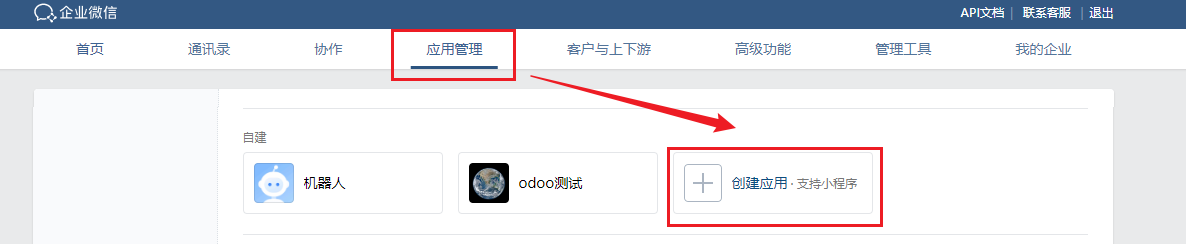 企业微信 API文档 | 联系客服 | 退出
首页 通讯录 协作 应用管理 客户与上下游 高级功能 管理工具 我的企业
自建
机器人 odoo测试 创建应用 · 支持小程序